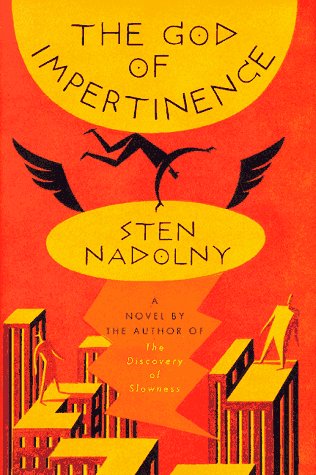 THE GOD
OF
IMPERTINENCE
STEN
NADOLNY
A
NOVEL BY
THE AUTHOR OF
The
Discovery
of
Slowness